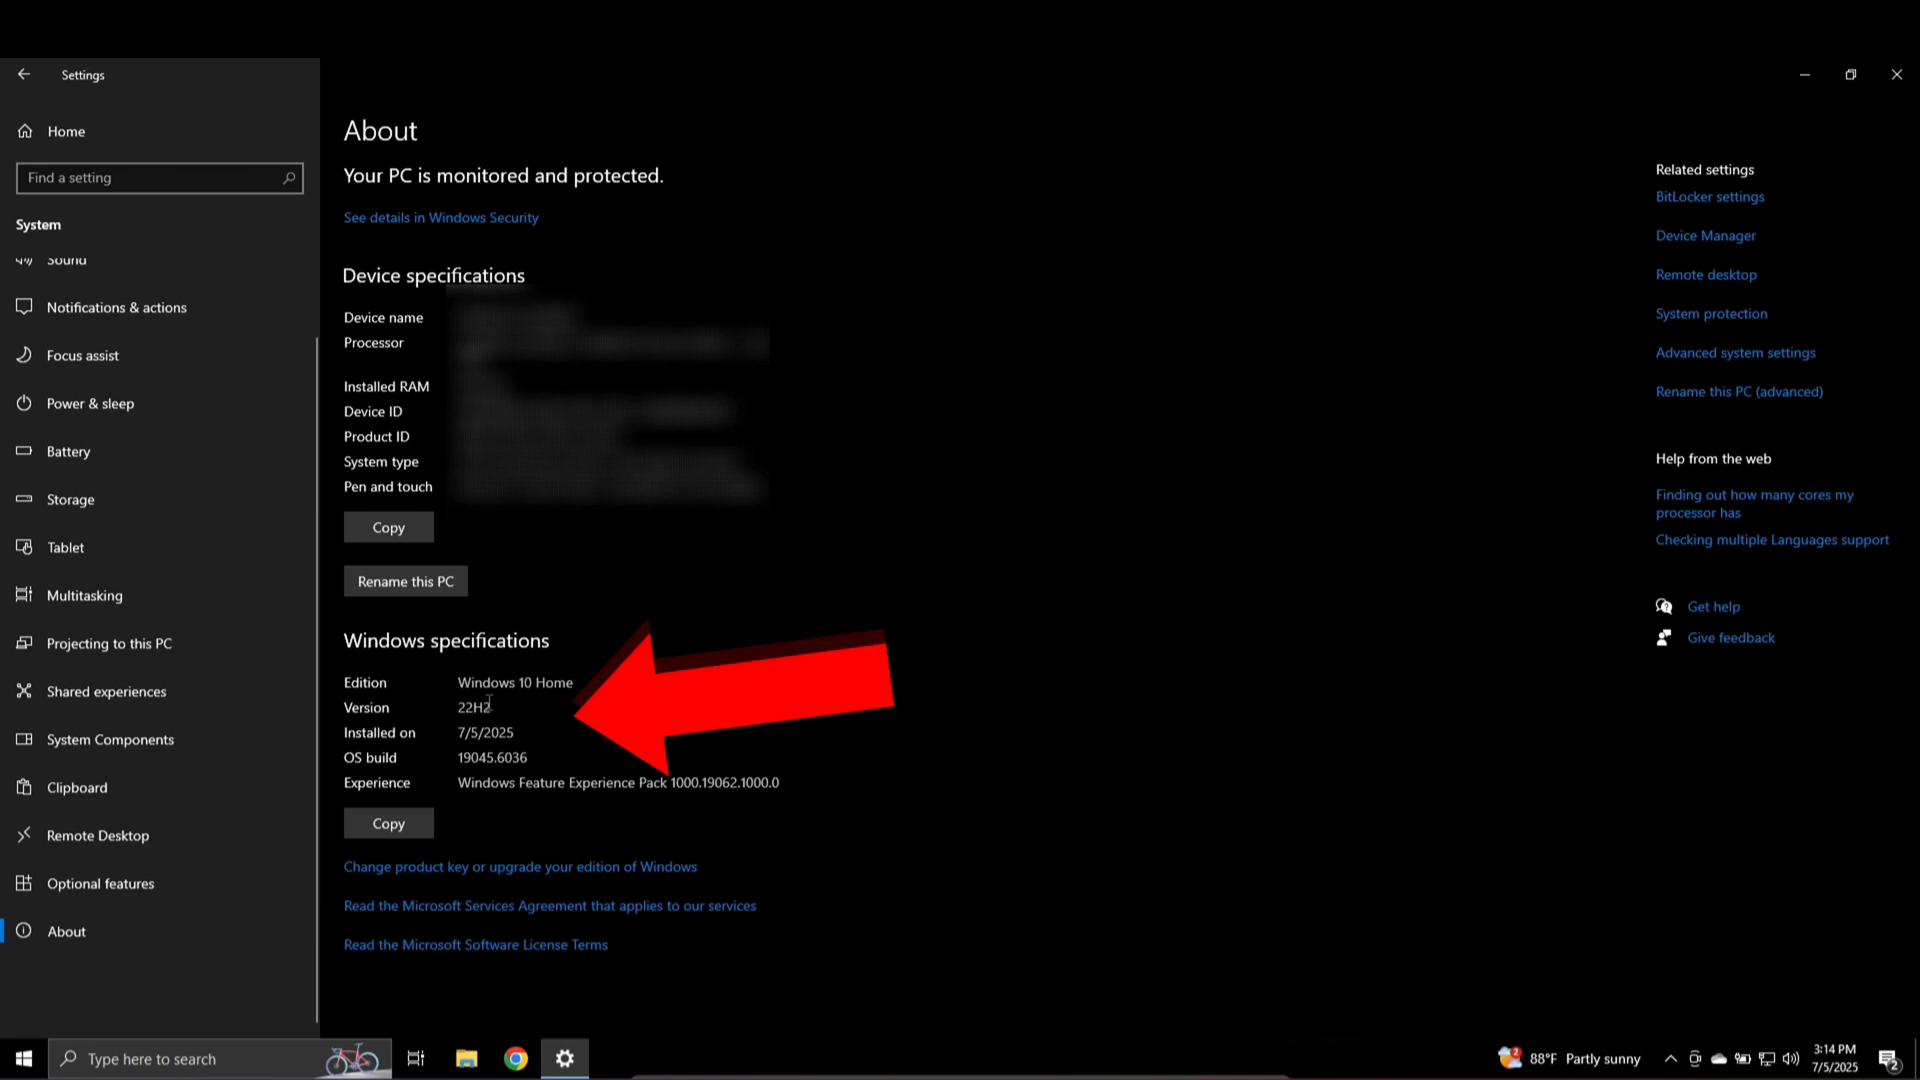 Settings
Home
Find a setting
System
Sound
Notifications & actions
Focus assist
Power & sleep
Battery
Storage
Tablet
Multitasking
Projecting to this PC
Shared experiences
System Components
Clipboard
Remote Desktop
Optional features
About
About
Your PC is monitored and protected.
See details in Windows Security
Device specifications
Device name
Processor
Installed RAM
Device ID
Product ID
System type
Pen and touch
Copy
Rename this PC
Windows specifications
Edition Windows 10 Home
Version 22H2
Installed on 7/5/2025
OS build 19045.6036
Experience Windows Feature Experience Pack 1000.19062.1000.0
Copy
Change product key or upgrade your edition of Windows
Read the Microsoft Services Agreement that applies to our services
Read the Microsoft Software License Terms
Related settings
BitLocker settings
Device Manager
Remote desktop
System protection
Advanced system settings
Rename this PC (advanced)
Help from the web
Finding out how many cores my
processor has
Checking multiple Languages support
Get help
Give feedback
Type here to search
2
88°F Partly sunny
3:14 PM
7/5/2025
2